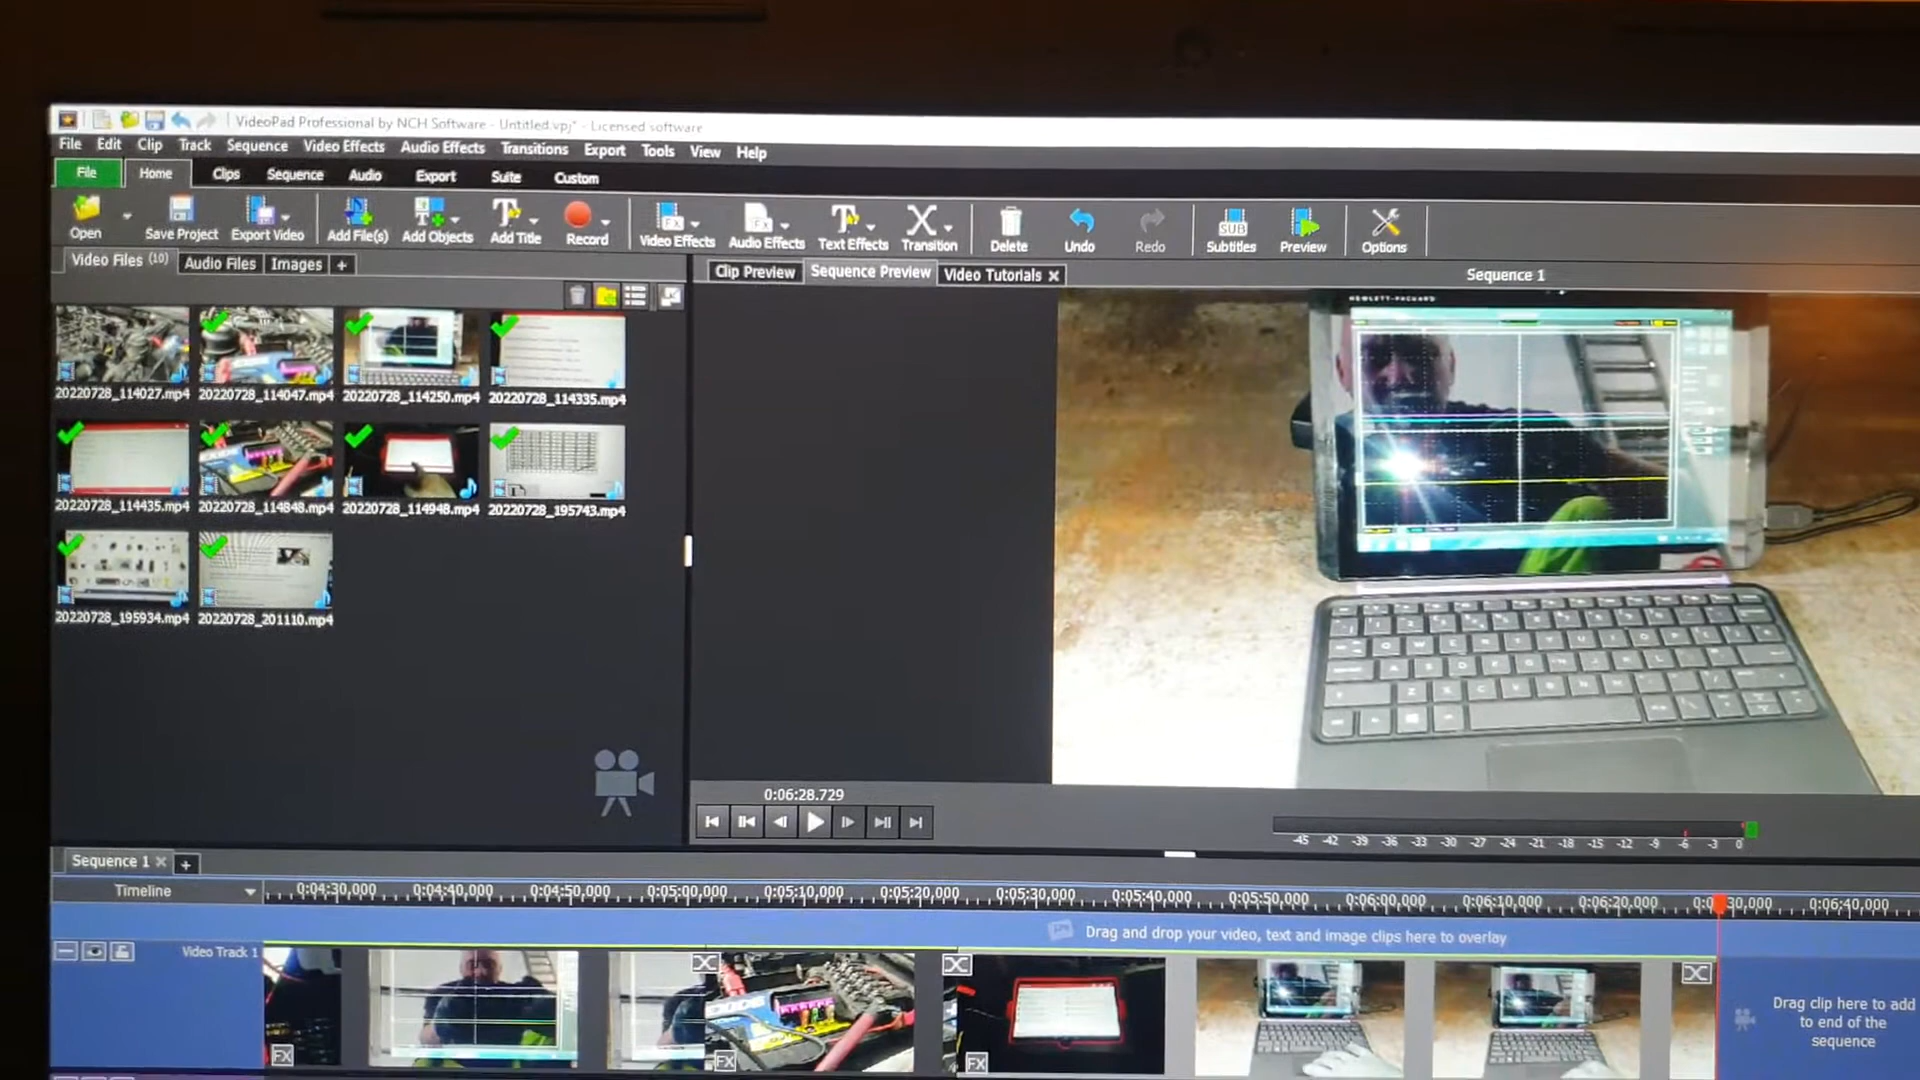 VideoPad Professional by NCH Software - Untitled.vpj* - Licensed software
File Edit Clip Track Sequence Video Effects Audio Effects Transitions Export Tools View Help
File Home Clips Sequence Audio Export Suite Custom
Open Save Project Export Video Add File(s) Add Objects Add Title Record Video Effects Audio Effects Text Effects Transition Delete Undo Redo Subtitles Preview Options
Video Files (10) Audio Files Images +
Clip Preview Sequence Preview Video Tutorials Sequence 1
HEWLETT-PACKARD
20220728_114027.mp4 20220728_114047.mp4 20220728_114250.mp4 20220728_114335.mp4
20220728_114435.mp4 20220728_114848.mp4 20220728_114948.mp4 20220728_195743.mp4
20220728_195934.mp4 20220728_201110.mp4
0:06:28.729
-45 -42 -39 -36 -33 -30 -27 -24 -21 -18 -15 -12 -9 -6 -3 0
Sequence 1 +
Timeline 0:04:30,000 0:04:40,000 0:04:50,000 0:05:00,000 0:05:10,000 0:05:20,000 0:05:30,000 0:05:40,000 0:05:50,000 0:06:00,000 0:06:10,000 0:06:20,000 30,000 0:06:40,000
Drag and drop your video, text and image clips here to overlay
Video Track 1
EXIDE
Drag clip here to add
to end of the
sequence
FX FX FX